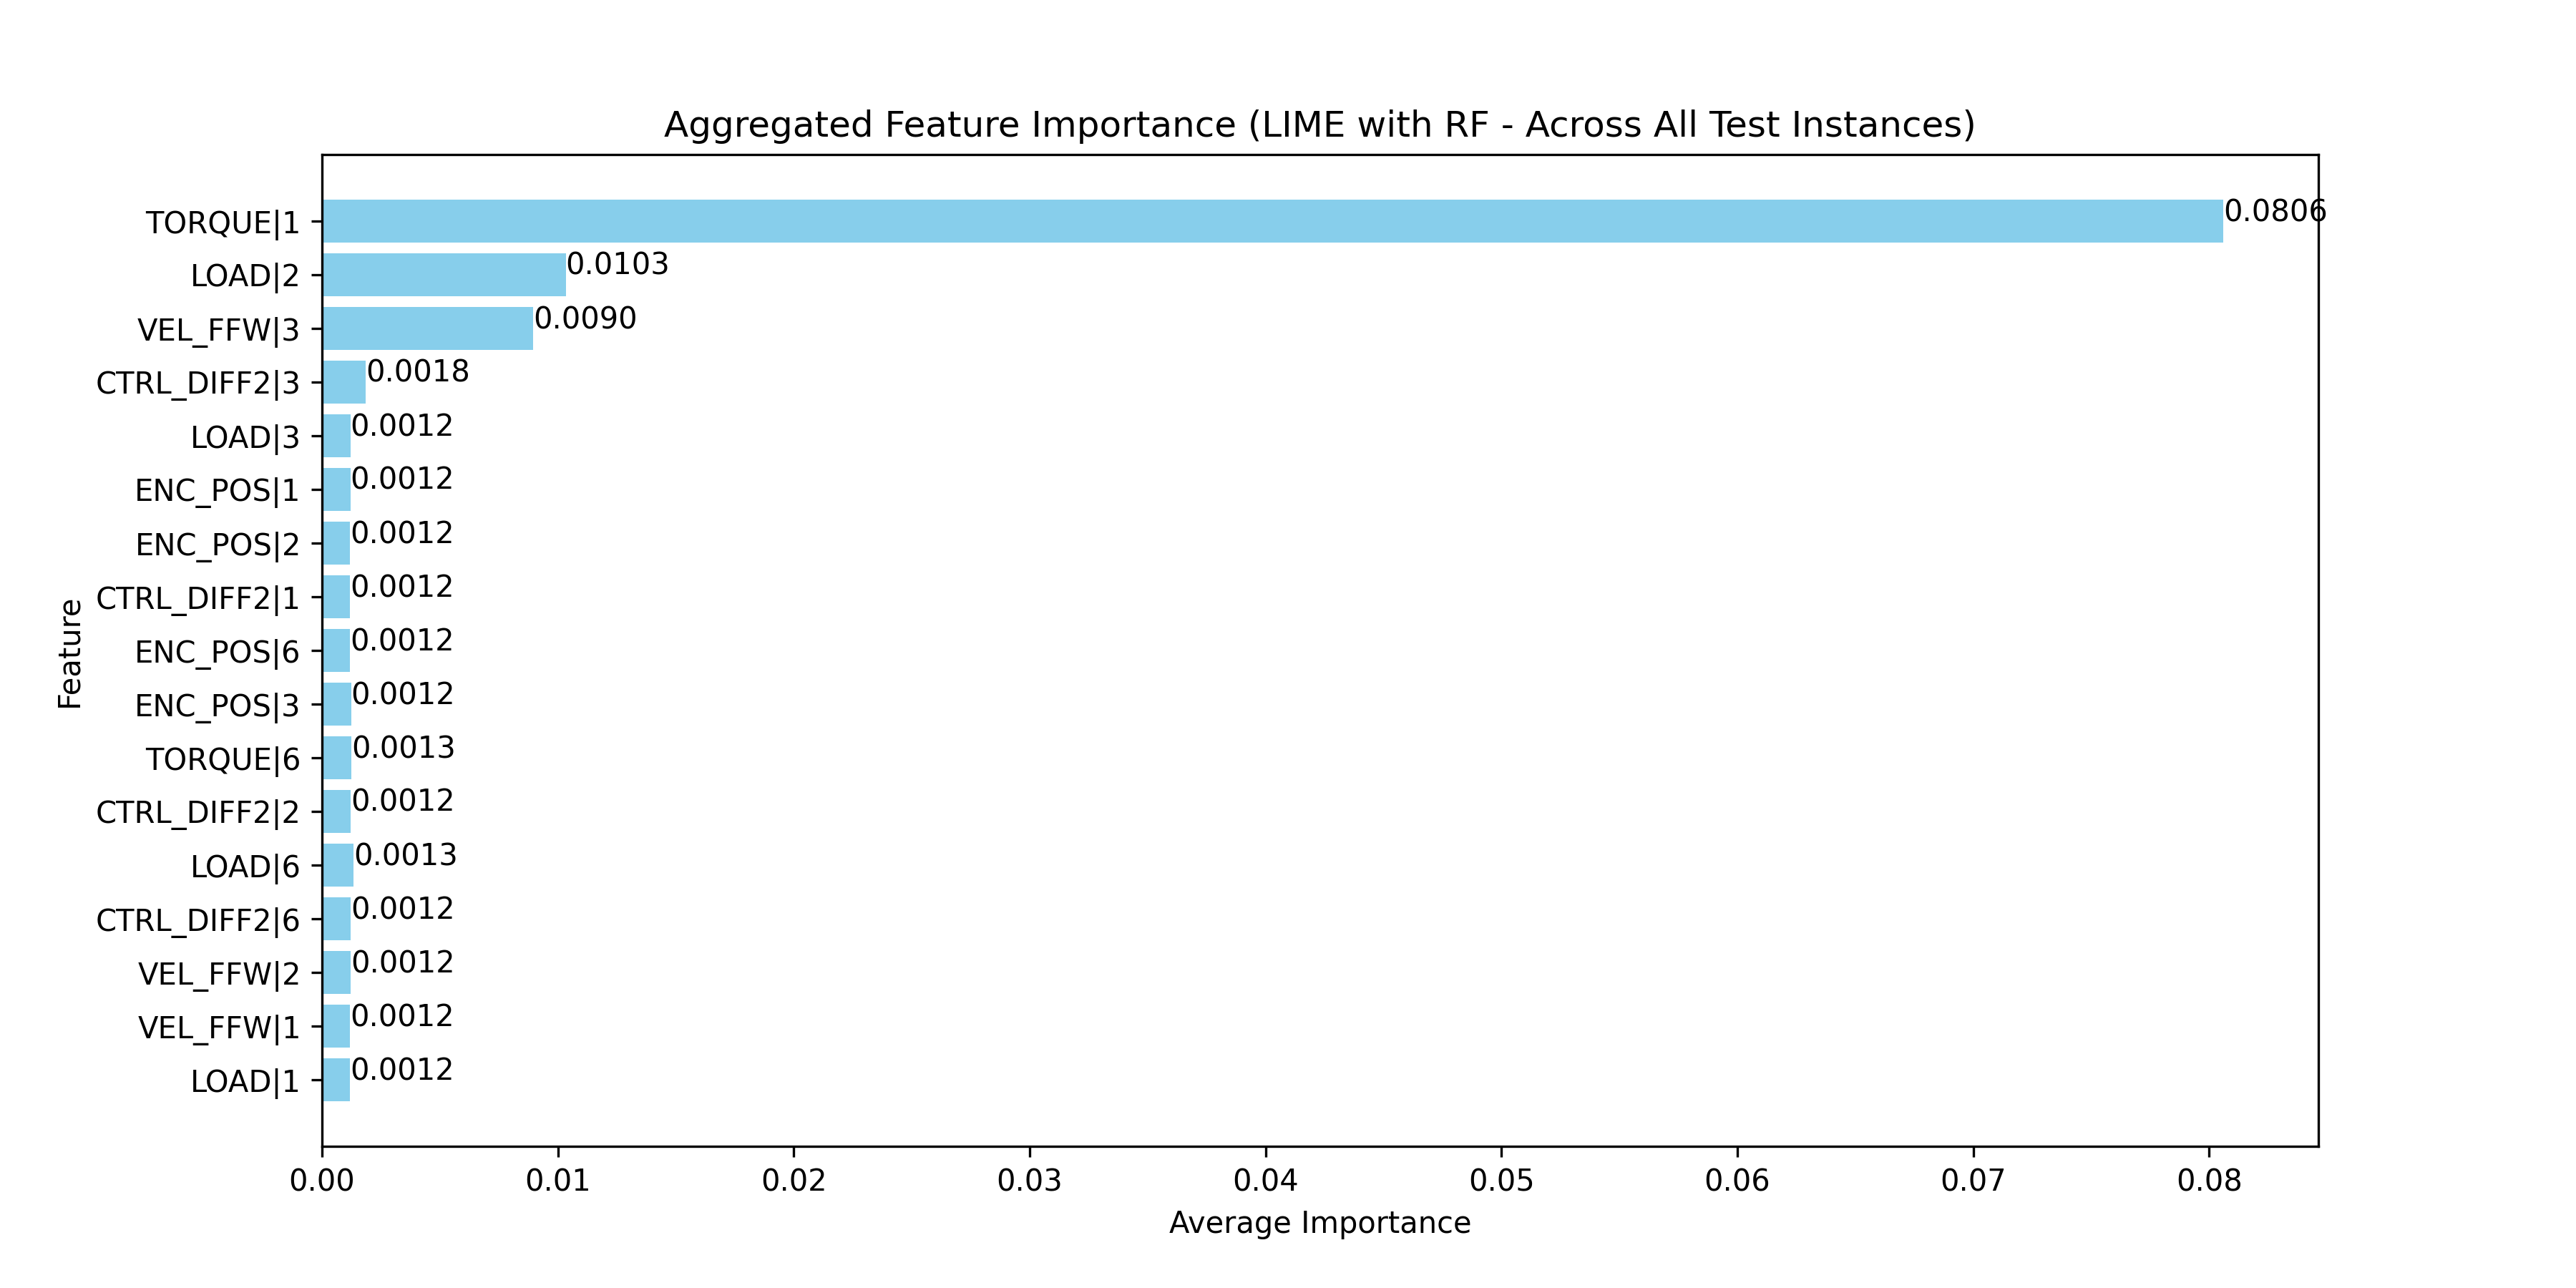 Aggregated Feature Importance (LIME with RF - Across All Test Instances)
TORQUE|1 0.0806
LOAD|2 0.0103
VEL_FFW|3 0.0090
CTRL_DIFF2|3 0.0018
LOAD|3 0.0012
ENC_POS|1 0.0012
ENC_POS|2 0.0012
CTRL_DIFF2|1 0.0012
ENC_POS|6 0.0012
ENC_POS|3 0.0012
TORQUE|6 0.0013
CTRL_DIFF2|2 0.0012
LOAD|6 0.0013
CTRL_DIFF2|6 0.0012
VEL_FFW|2 0.0012
VEL_FFW|1 0.0012
LOAD|1 0.0012
Feature
0.00 0.01 0.02 0.03 0.04 0.05 0.06 0.07 0.08
Average Importance